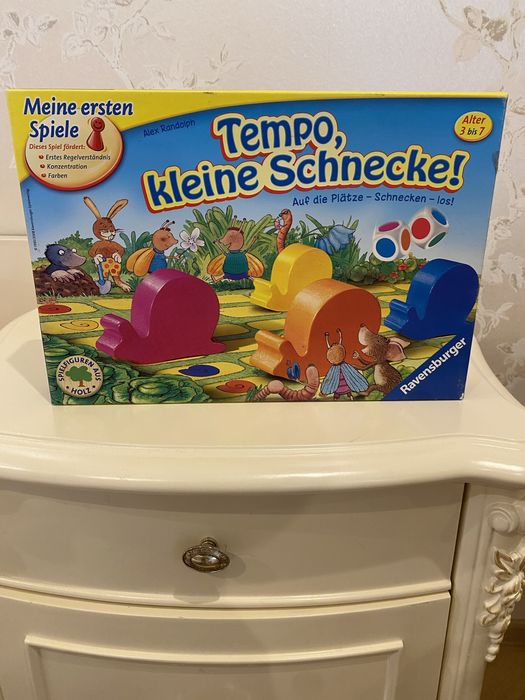 Meine ersten
Spiele
Dieses Spiel fördert:
Erstes Regelverständnis
Konzentration
Farben
Alex Randolph
Tempo,
kleine Schnecke!
Auf die Plätze – Schnecken – los!
Alter
3 bis 7
SPIELFIGUREN AUS
HOLZ
Ravensburger